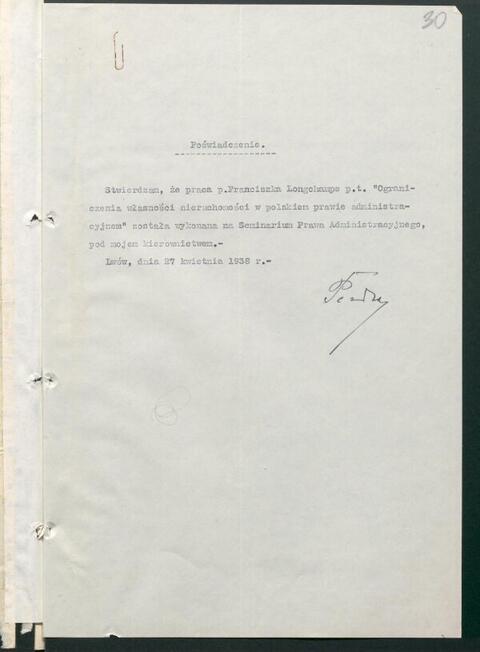 30
Poświadczenie.
Stwierdzam, że praca p.Franciszka Longchamps p.t. "Ograni-
czenia własności nieruchomości w polskiem prawie administra-
cyjnem" została wykonana na Seminarium Prawa Administracyjnego,
pod mojem kierownictwem.-
Lwów, dnia 27 kwietnia 1938 r.-